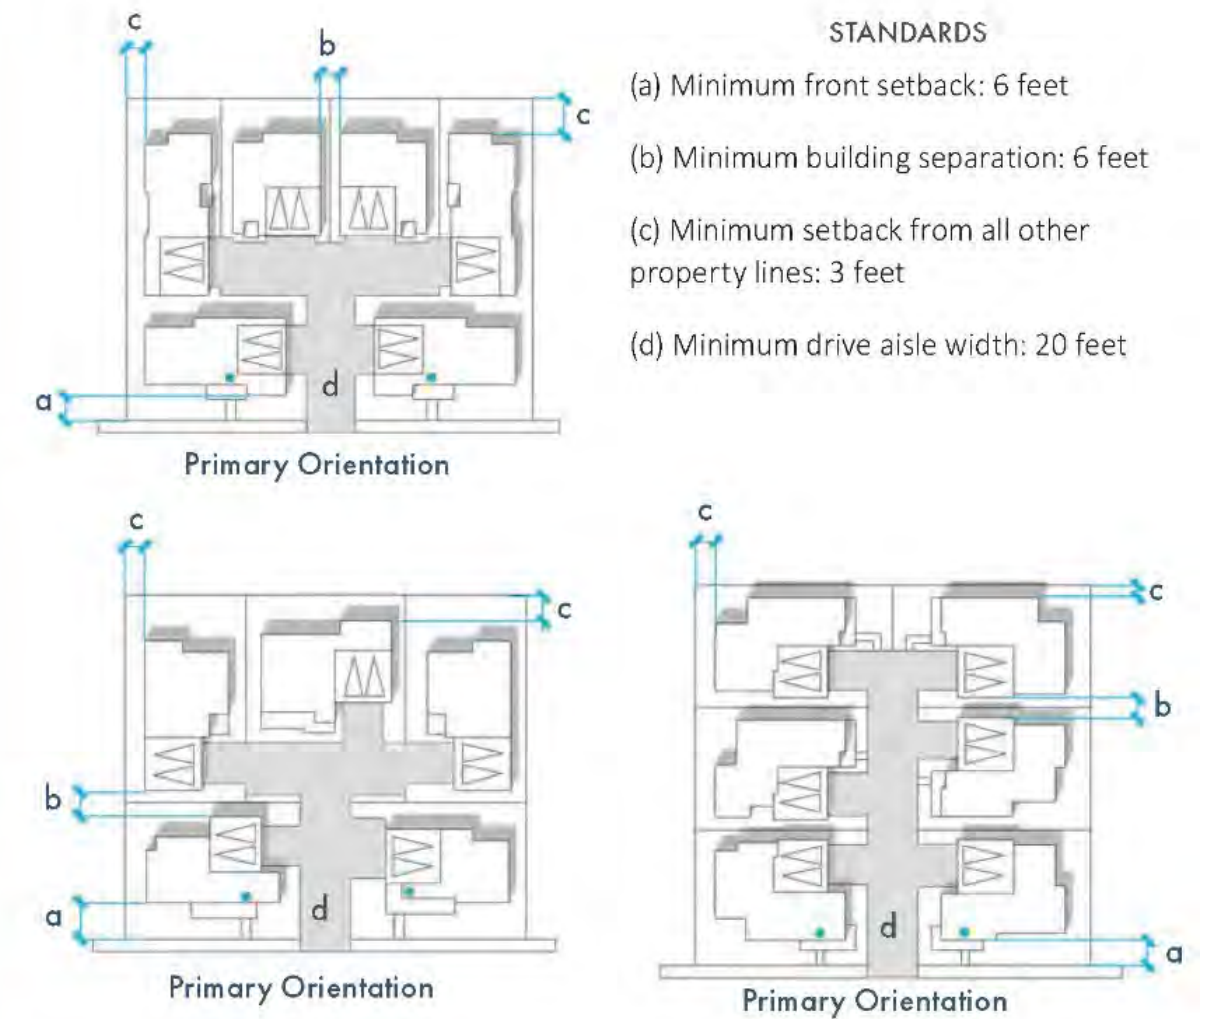 c
b
c
a
d
Primary Orientation
STANDARDS
(a) Minimum front setback: 6 feet
(b) Minimum building separation: 6 feet
(c) Minimum setback from all other
property lines: 3 feet
(d) Minimum drive aisle width: 20 feet
c
c
b
a
d
Primary Orientation
c
c
b
d
a
Primary Orientation